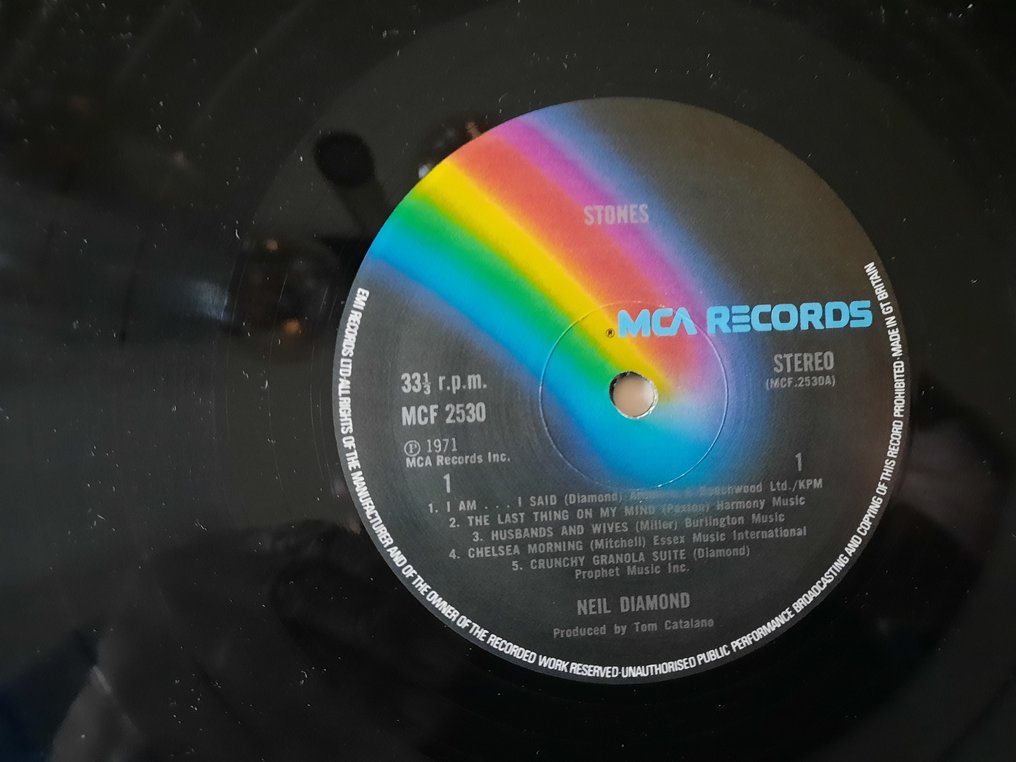 STONES
® MCA RECORDS
STEREO
(MCF.2530A)
33⅓ r.p.m.
MCF 2530
Ⓟ 1971
MCA Records Inc.
1
1
1. I AM . . . I SAID (Diamond) Ltd./KPM
2. THE LAST THING ON MY MIND (Paxton) Harmony Music
3. HUSBANDS AND WIVES (Miller) Burlington Music
4. CHELSEA MORNING (Mitchell) Essex Music International
5. CRUNCHY GRANOLA SUITE (Diamond)
Prophet Music Inc.
NEIL DIAMOND
Produced by Tom Catalano
EMI RECORDS LTD·ALL RIGHTS OF THE MANUFACTURER AND OF THE OWNER OF THE RECORDED WORK RESERVED·UNAUTHORISED PUBLIC PERFORMANCE BROADCASTING AND COPYING OF THIS RECORD PROHIBITED·MADE IN GT BRITAIN